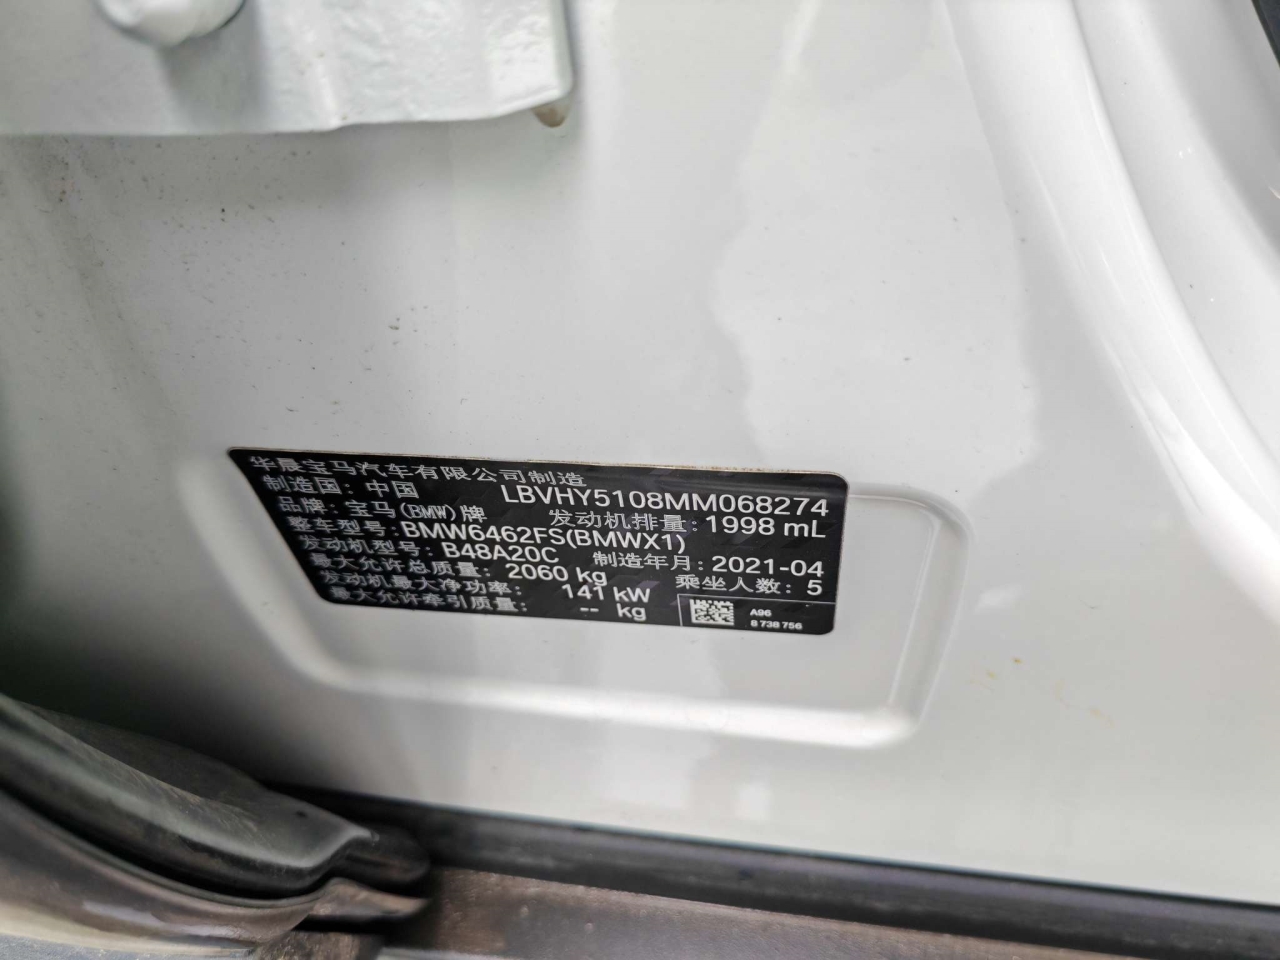 华晨宝马汽车有限公司制造
制造国: 中国 LBVHY5108MM068274
品牌: 宝马(BMW)牌 发动机排量: 1998 mL
整车型号: BMW6462FS(BMWX1)
发动机型号: B48A20C 制造年月: 2021-04
最大允许总质量: 2060 kg 乘坐人数: 5
发动机最大净功率: 141 kW
最大允许牵引质量: -- kg
A96
8 738 756